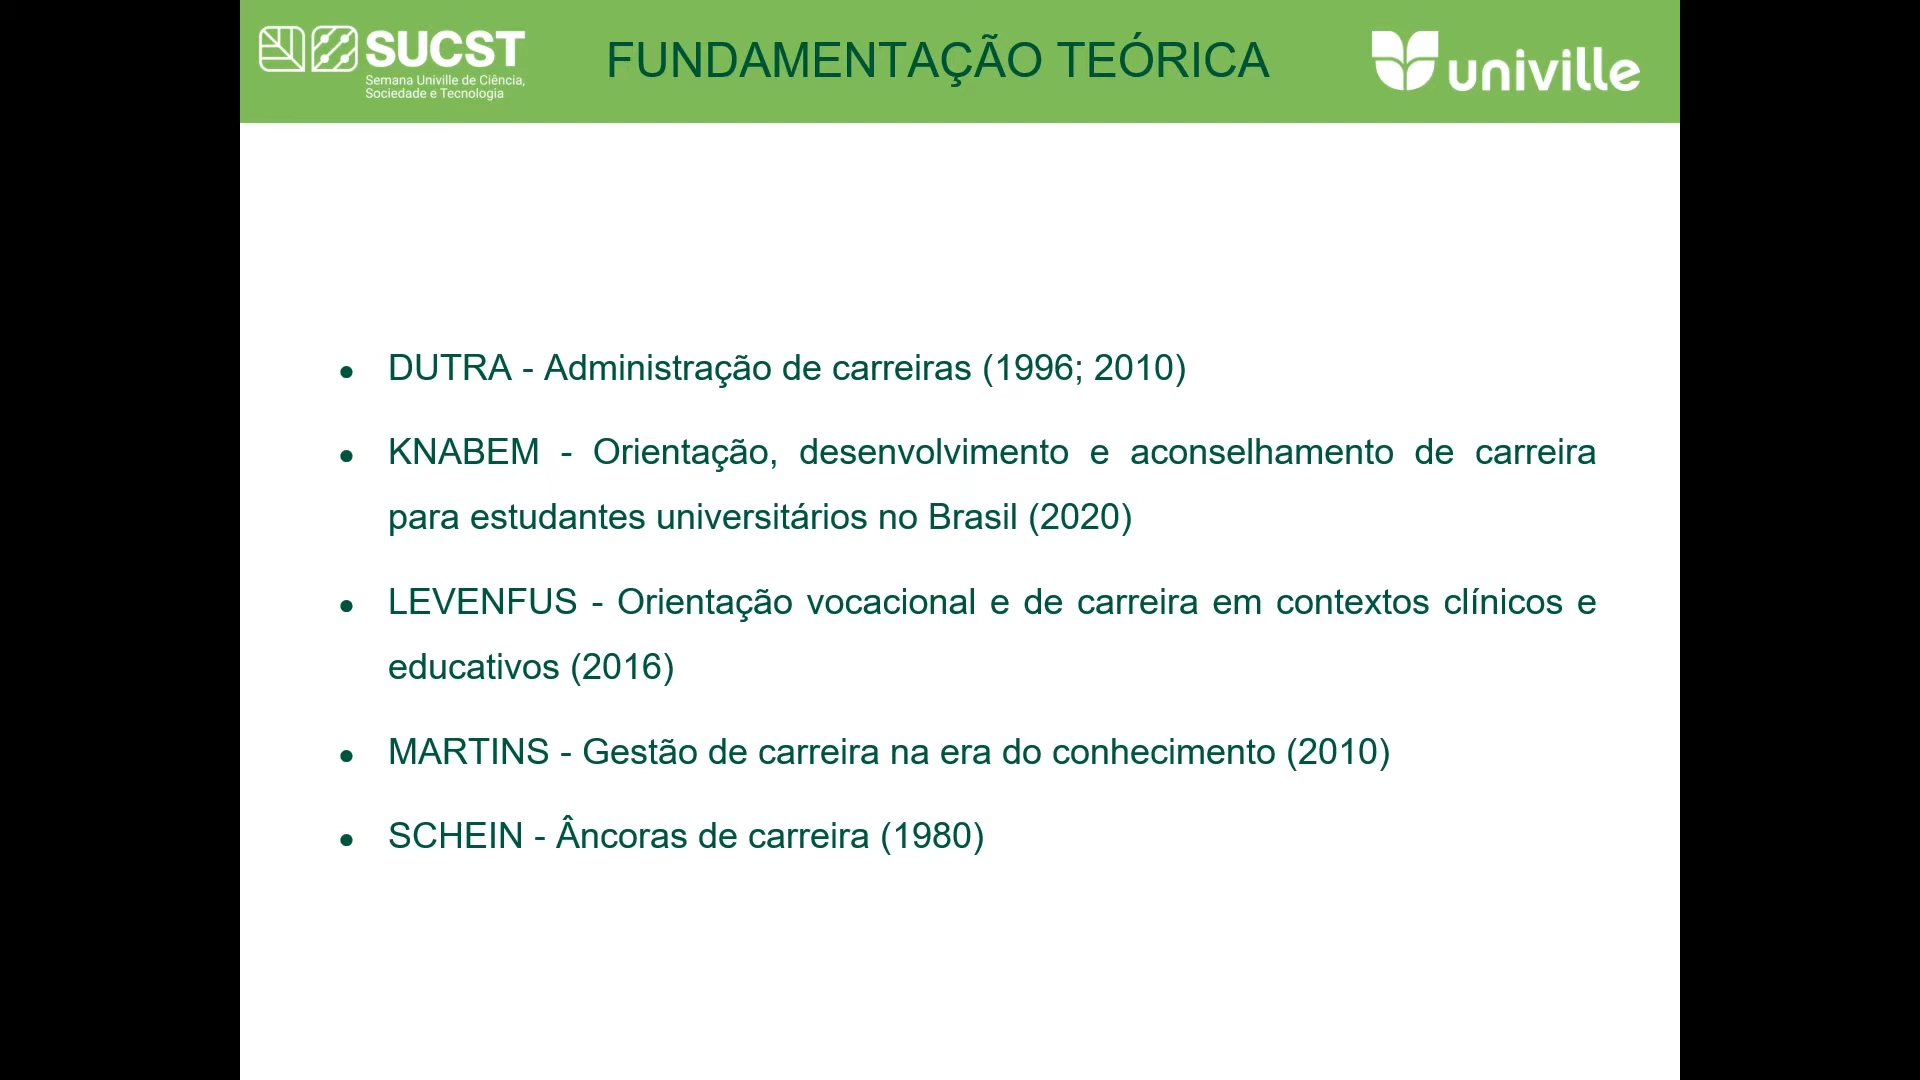 SUCST
Semana Univille de Ciência,
Sociedade e Tecnologia
FUNDAMENTAÇÃO TEÓRICA
univille
• DUTRA - Administração de carreiras (1996; 2010)
• KNABEM - Orientação, desenvolvimento e aconselhamento de carreira
para estudantes universitários no Brasil (2020)
• LEVENFUS - Orientação vocacional e de carreira em contextos clínicos e
educativos (2016)
• MARTINS - Gestão de carreira na era do conhecimento (2010)
• SCHEIN - Âncoras de carreira (1980)